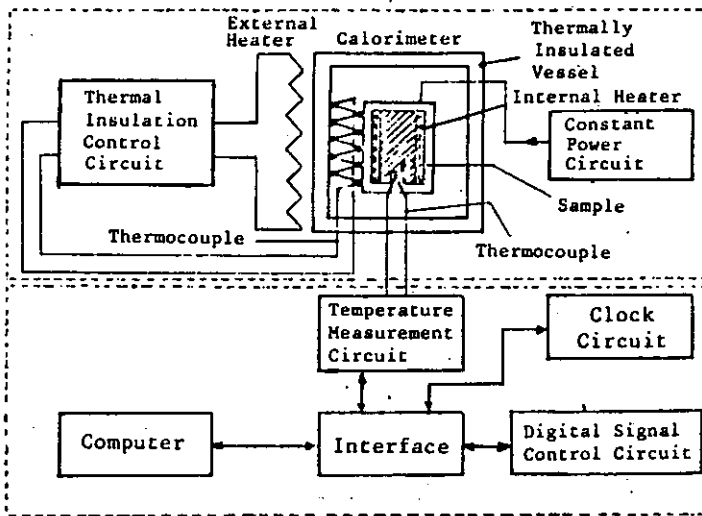 External
Heater
Calorimeter
Thermally
Insulated
Vessel
Internal Heater
Thermal
Insulation
Control
Circuit
Constant
Power
Circuit
Sample
Thermocouple
Thermocouple
Temperature
Measurement
Circuit
Clock
Circuit
Computer
Interface
Digital Signal
Control Circuit